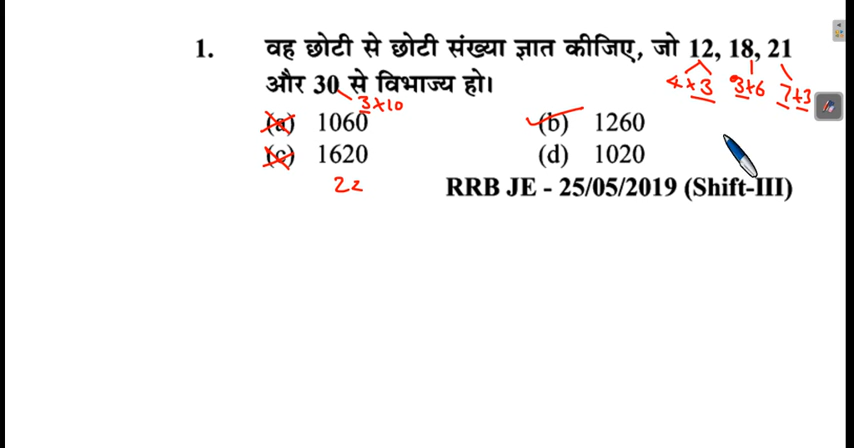 1. वह छोटी से छोटी संख्या ज्ञात कीजिए, जो 12, 18, 21
4 × 3 3×6 7×3
और 30 से विभाज्य हो।
3×10
(a) 1060 (b) 1260
(c) 1620 (d) 1020
22
RRB JE - 25/05/2019 (Shift-III)